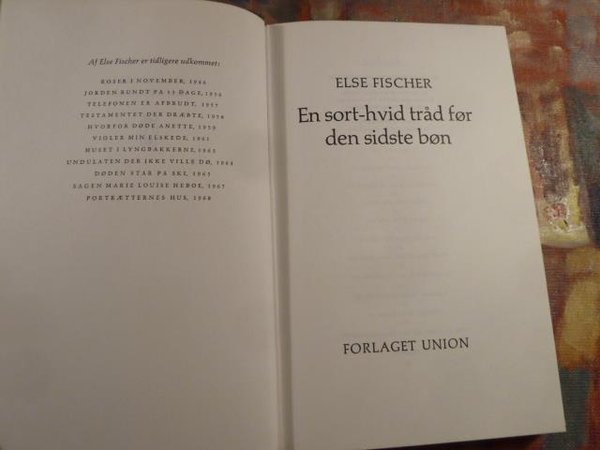 Af Else Fischer er tidligere udkommet:
ROSER I NOVEMBER, 1966
JORDEN RUNDT PÅ 13 DAGE, 1956
TELEFONEN ER AFBRUDT, 1957
TESTAMENTET DER DRÆBTE, 1958
HVORFOR DØDE ANETTE, 1959
VIOLER MIN ELSKEDE, 1961
HUSET I LYNGBAKKERNE, 1963
UNDULATEN DER IKKE VILLE DØ, 1964
DØDEN STÅR PÅ SKI, 1965
SAGEN MARIE LOUISE HEBOE, 1967
PORTRÆTTERNES HUS, 1968
ELSE FISCHER
En sort-hvid tråd før
den sidste bøn
FORLAGET UNION